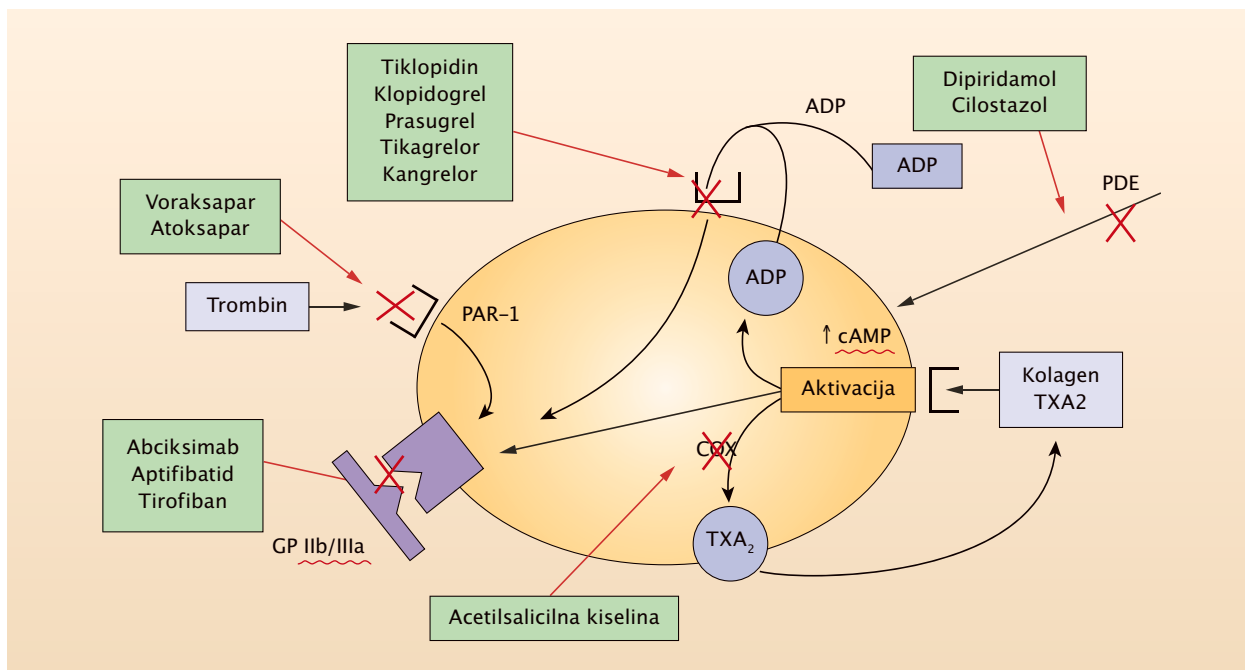 Tiklopidin
Klopidogrel
Prasugrel
Tikagrelor
Kangrelor
ADP
ADP
Dipiridamol
Cilostazol
PDE
Voraksapar
Atoksapar
Trombin
PAR-1
ADP
↑ cAMP
Aktivacija
Kolagen
TXA2
Abciksimab
Aptifibatid
Tirofiban
GP IIb/IIIa
COX
TXA₂
Acetilsalicilna kiselina